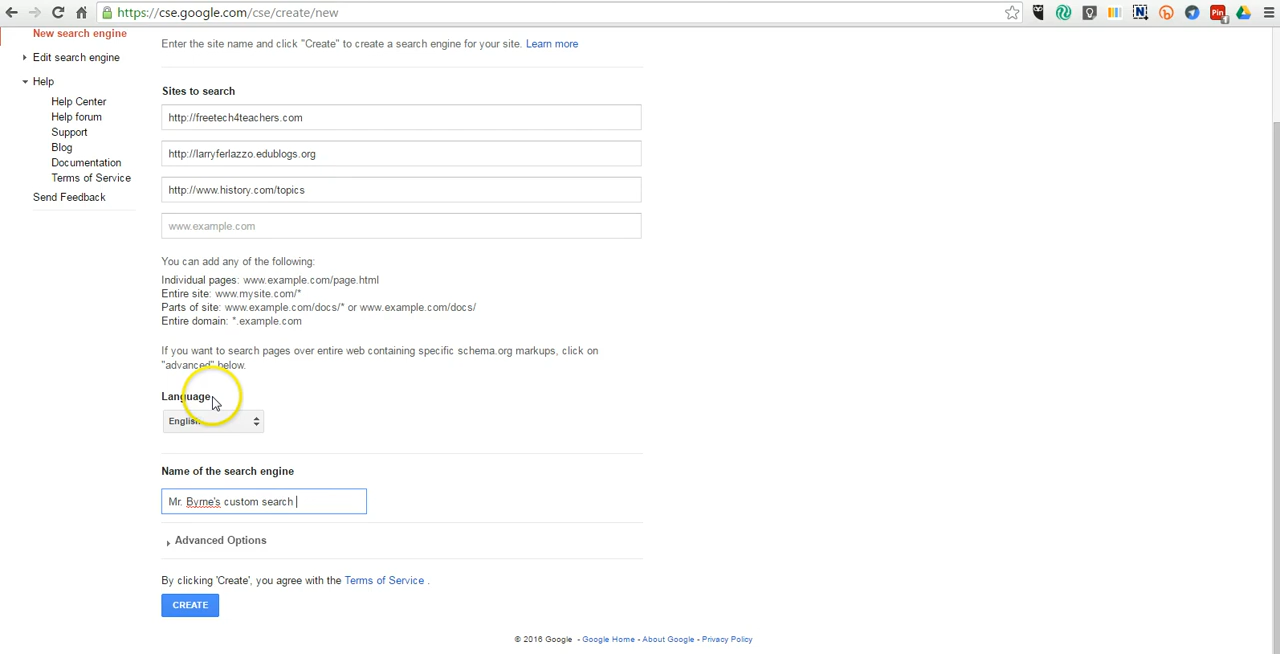 https://cse.google.com/cse/create/new
Pin
New search engine
Enter the site name and click "Create" to create a search engine for your site. Learn more
Edit search engine
Help
Help Center
Help forum
Support
Blog
Documentation
Terms of Service
Send Feedback
Sites to search
http://freetech4teachers.com
http://larryferlazzo.edublogs.org
http://www.history.com/topics
www.example.com
You can add any of the following:
Individual pages: www.example.com/page.html
Entire site: www.mysite.com/*
Parts of site: www.example.com/docs/* or www.example.com/docs/
Entire domain: *.example.com
If you want to search pages over entire web containing specific schema.org markups, click on
"advanced" below.
Language
English
Name of the search engine
Mr. Byrne's custom search
Advanced Options
By clicking 'Create', you agree with the Terms of Service .
CREATE
© 2016 Google - Google Home - About Google - Privacy Policy